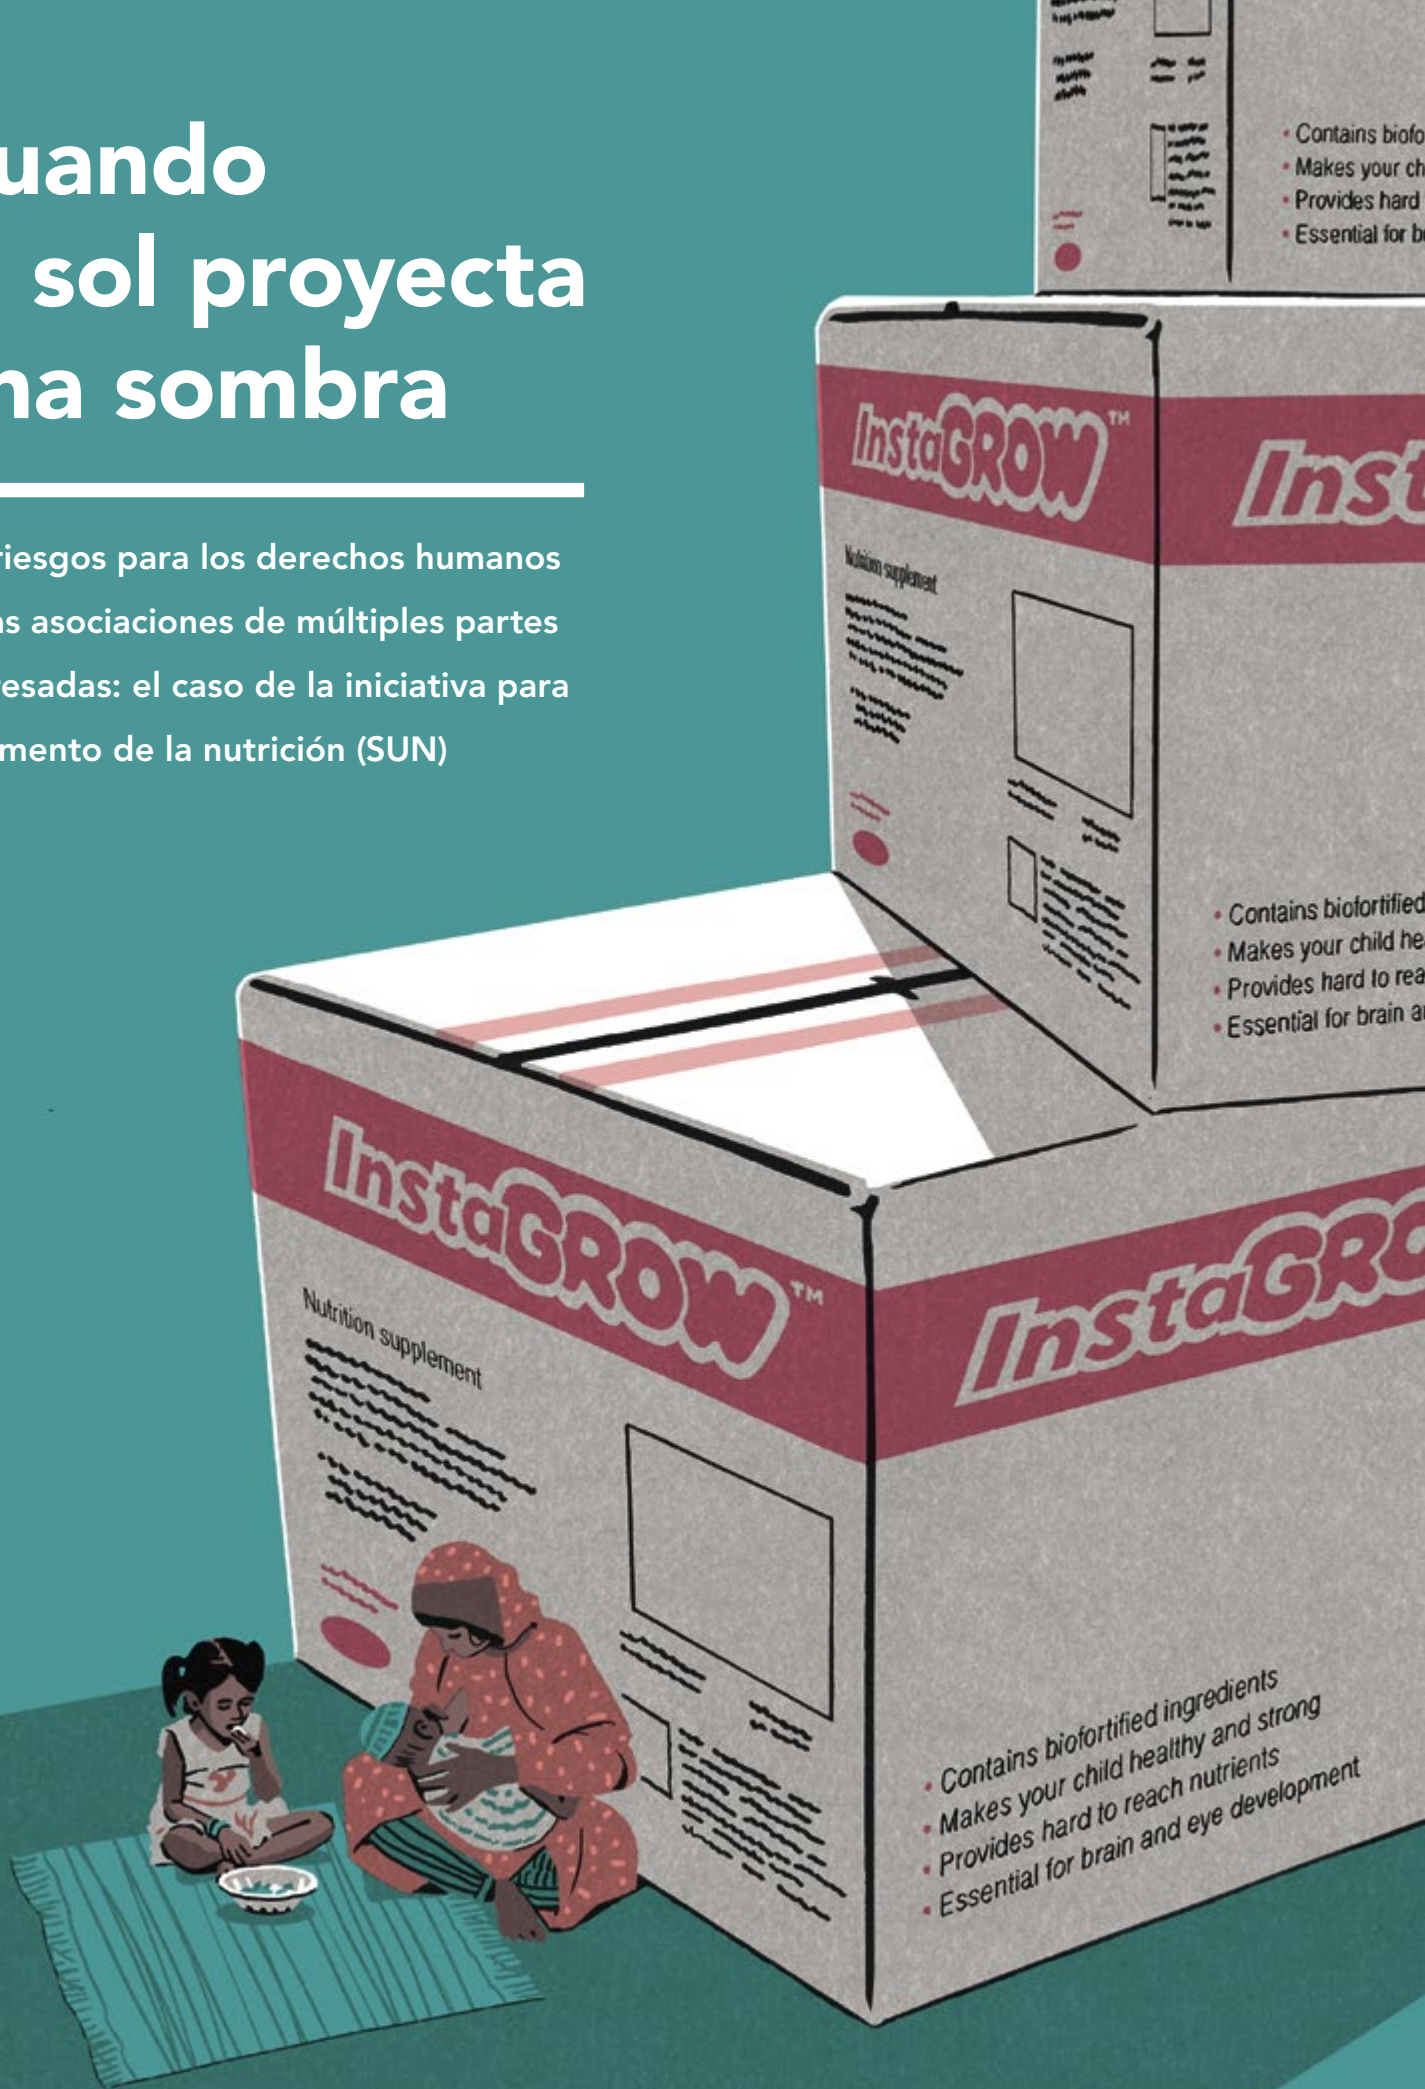 uando
sol proyecta
na sombra
riesgos para los derechos humanos
as asociaciones de múltiples partes
esadas: el caso de la iniciativa para
mento de la nutrición (SUN)
• Contains biofo
• Makes your ch
• Provides hard
• Essential for b
InstaGROW™
Inst
Nutrition supplement
• Contains biofortified
• Makes your child hea
• Provides hard to rea
• Essential for brain a
InstaGROW™
InstaGRO
Nutrition supplement
• Contains biofortified ingredients
• Makes your child healthy and strong
• Provides hard to reach nutrients
• Essential for brain and eye development